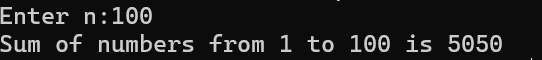 Enter n:100
Sum of numbers from 1 to 100 is 5050